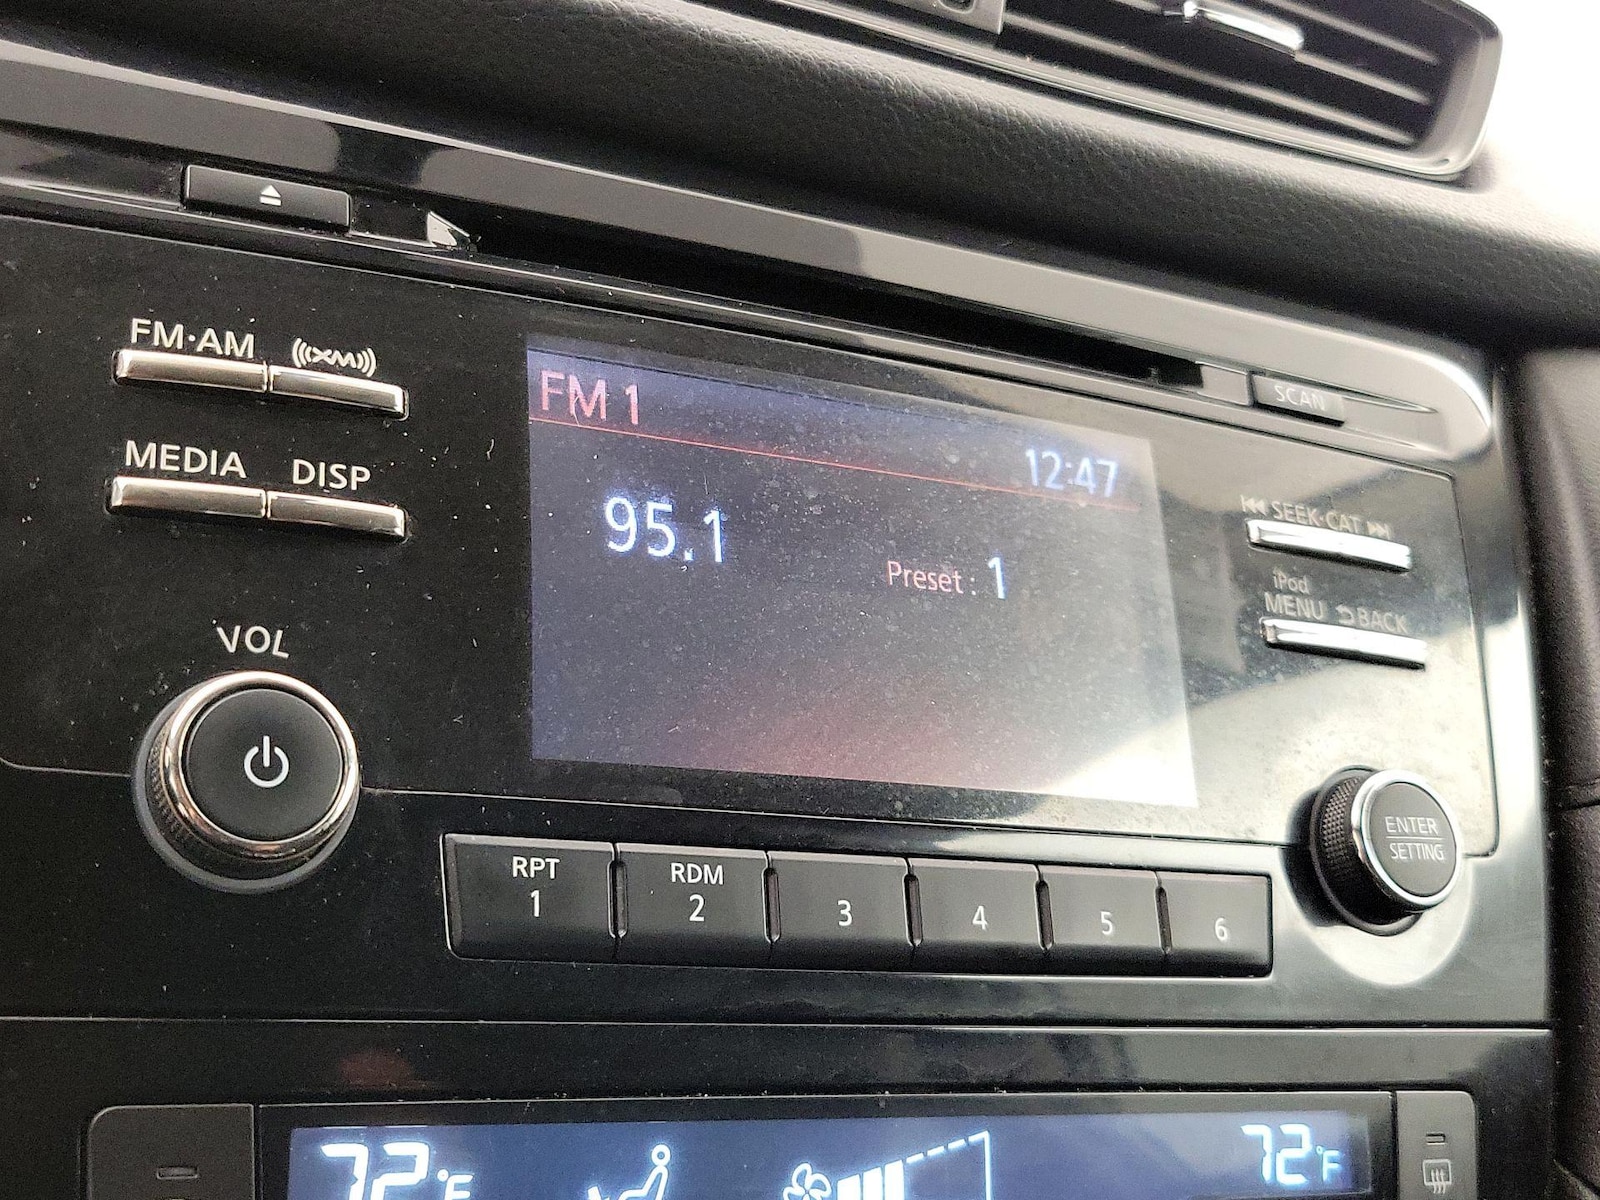 FM·AM
XM
SCAN
FM 1
12:47
MEDIA DISP
SEEK·CAT
95.1
Preset : 1
iPod
MENU BACK
VOL
ENTER
SETTING
RPT
1
RDM
2
3
4
5
6
72°F
72°F